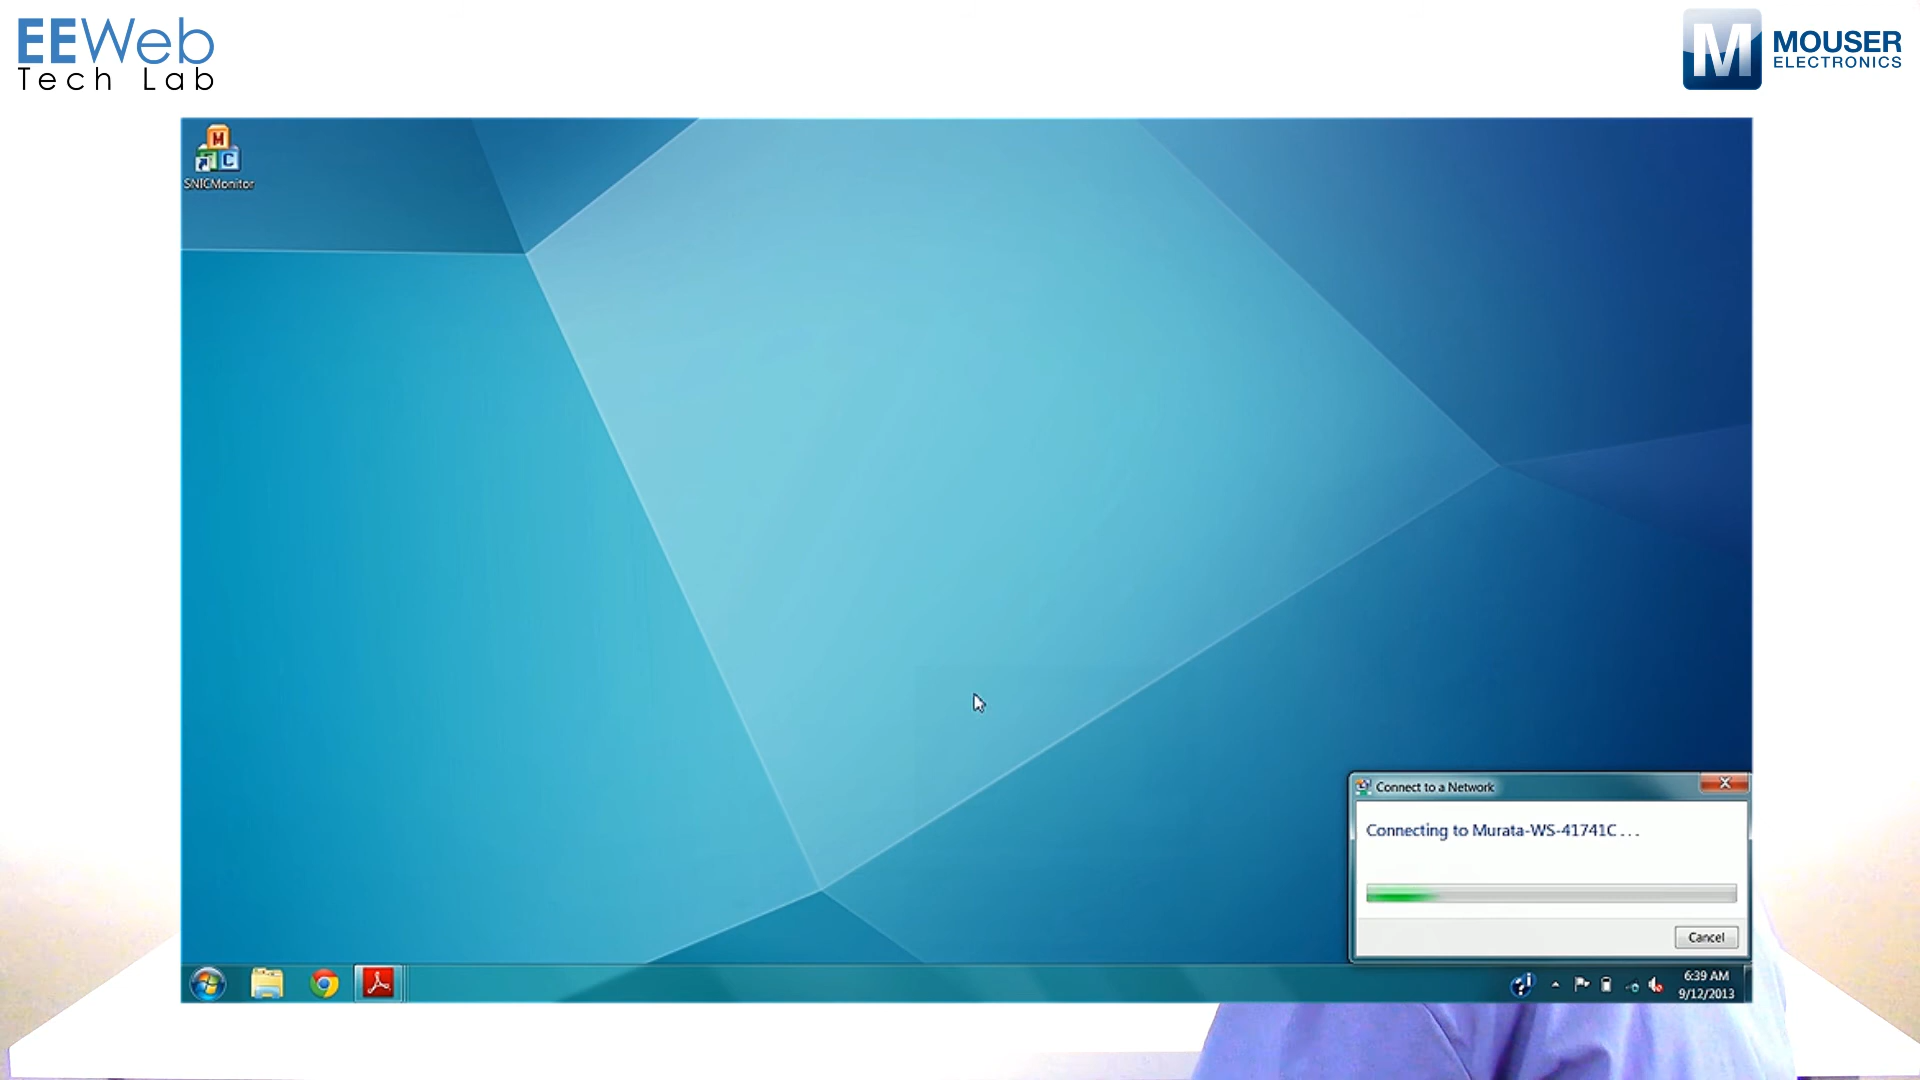 EEWeb
Tech Lab
M MOUSER
ELECTRONICS
M
C
SNICMonitor
Connect to a Network
Connecting to Murata-WS-41741C...
Cancel
6:39 AM
9/12/2013